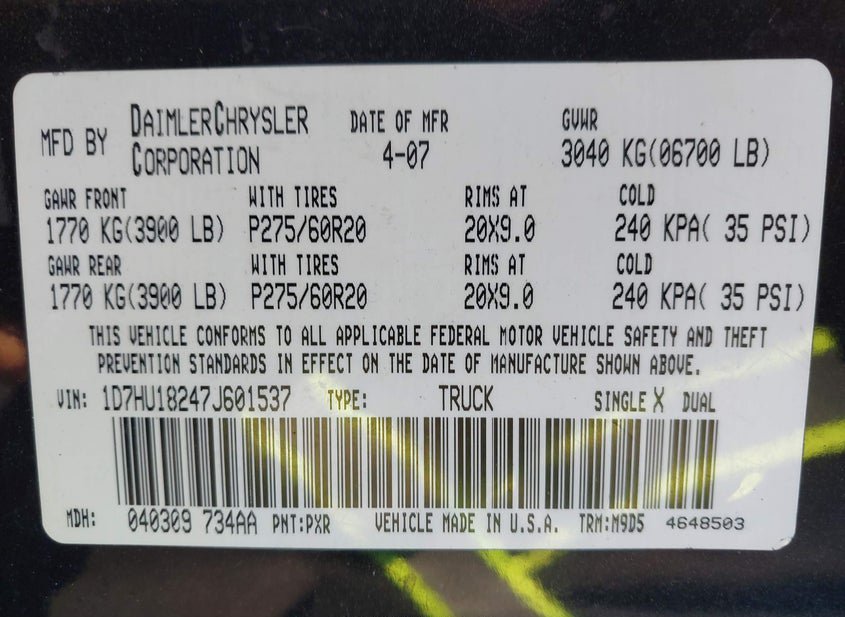 MFD BY DAIMLERCHRYSLER CORPORATION DATE OF MFR 4-07 GVWR 3040 KG(06700 LB)
GAWR FRONT WITH TIRES RIMS AT COLD
1770 KG(3900 LB) P275/60R20 20X9.0 240 KPA( 35 PSI)
GAWR REAR WITH TIRES RIMS AT COLD
1770 KG(3900 LB) P275/60R20 20X9.0 240 KPA( 35 PSI)
THIS VEHICLE CONFORMS TO ALL APPLICABLE FEDERAL MOTOR VEHICLE SAFETY AND THEFT
PREVENTION STANDARDS IN EFFECT ON THE DATE OF MANUFACTURE SHOWN ABOVE.
VIN: 1D7HU18247J601537 TYPE: TRUCK SINGLE X DUAL
MDH: 040309 734AA PNT:PXR VEHICLE MADE IN U.S.A. TRM:M9D5 4648503